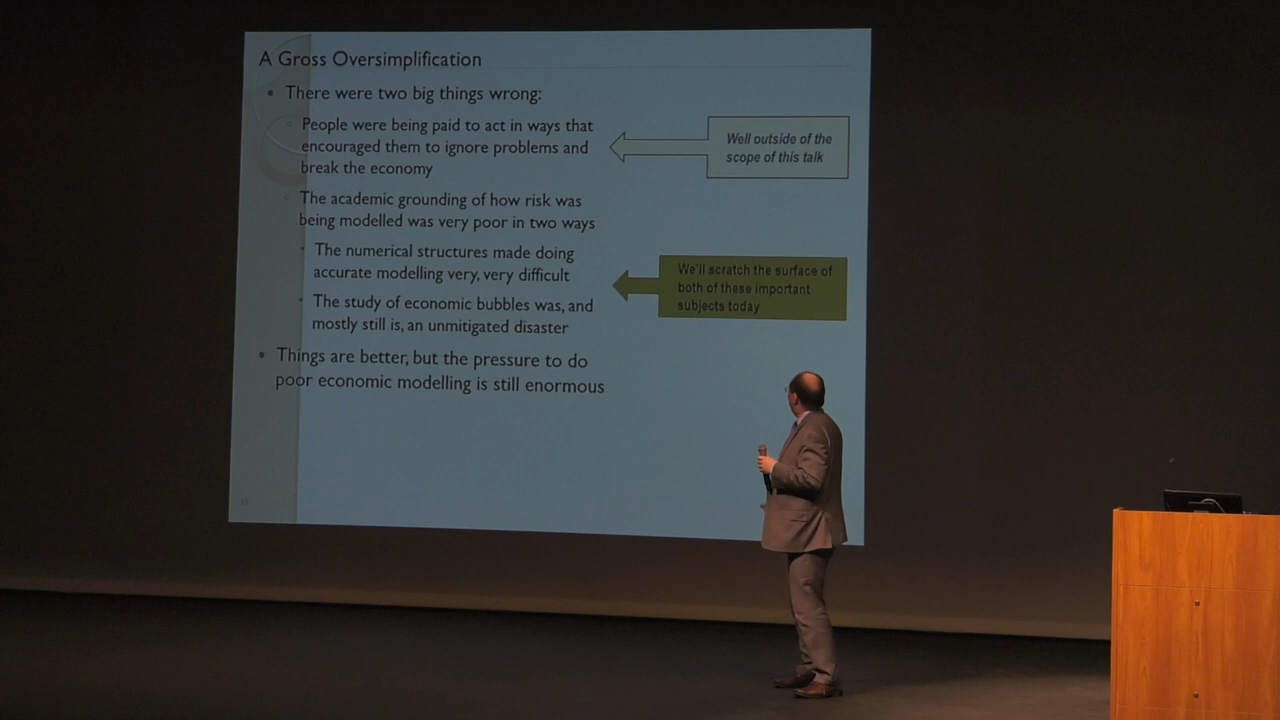 A Gross Oversimplification
• There were two big things wrong:
People were being paid to act in ways that
encouraged them to ignore problems and
break the economy
Well outside of the
scope of this talk
The academic grounding of how risk was
being modelled was very poor in two ways
The numerical structures made doing
accurate modelling very, very difficult
We'll scratch the surface of
both of these important
subjects today
The study of economic bubbles was, and
mostly still is, an unmitigated disaster
• Things are better, but the pressure to do
poor economic modelling is still enormous